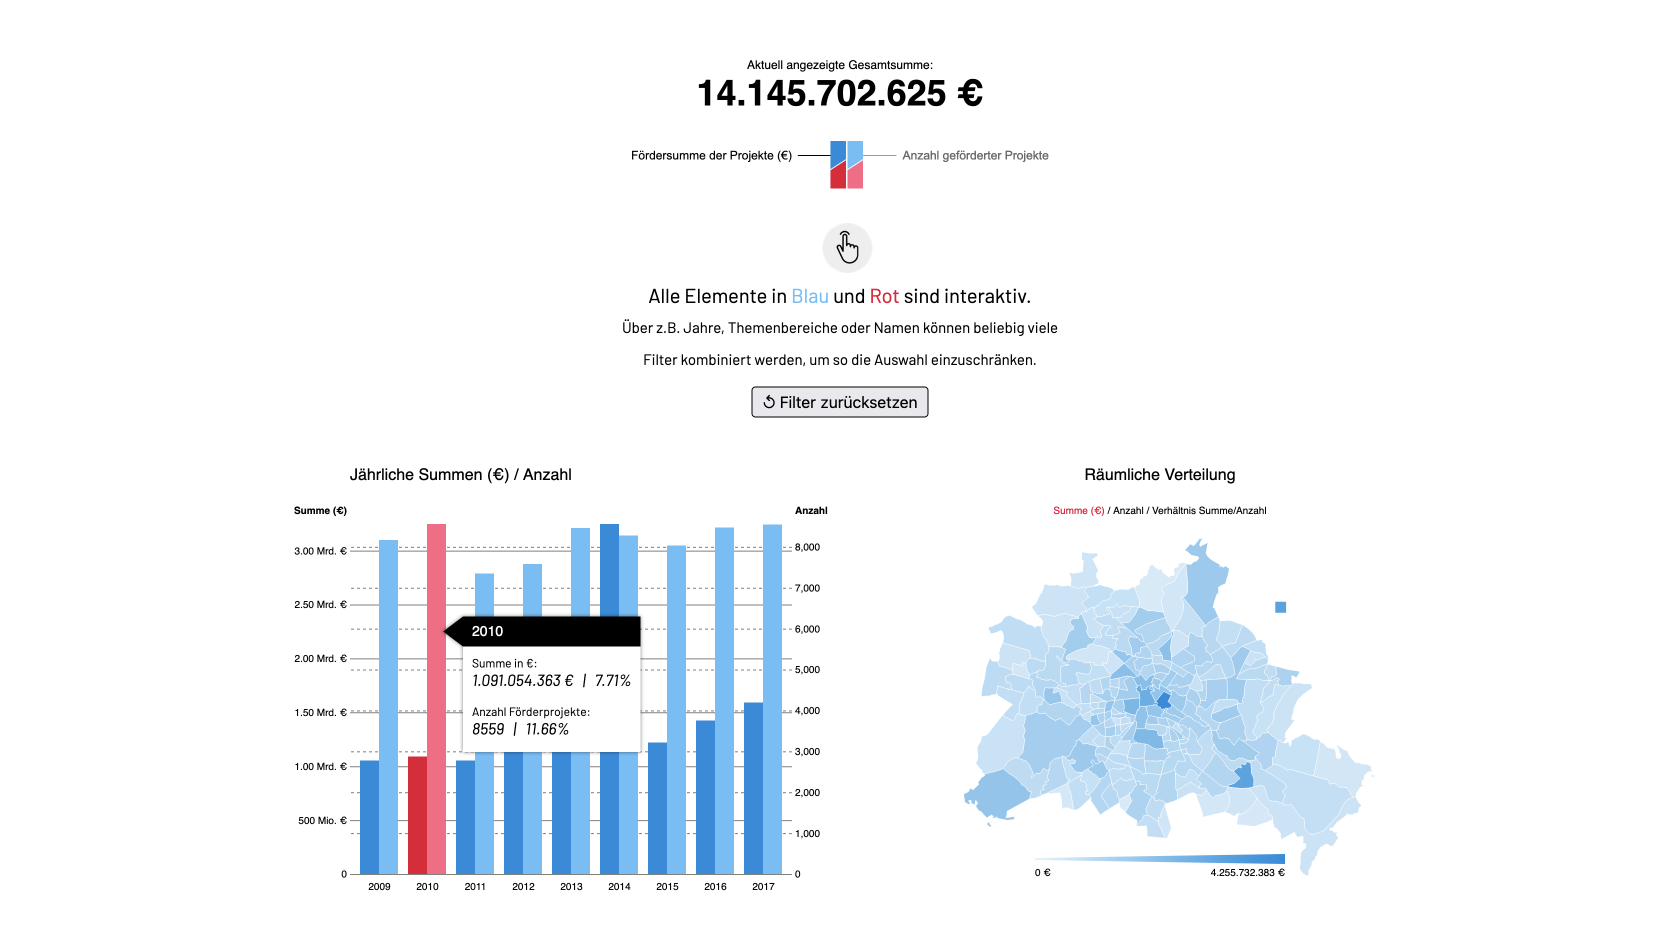 Aktuell angezeigte Gesamtsumme:
14.145.702.625 €
Fördersumme der Projekte (€)
Anzahl geförderter Projekte
Alle Elemente in Blau und Rot sind interaktiv.
Über z.B. Jahre, Themenbereiche oder Namen können beliebig viele
Filter kombiniert werden, um so die Auswahl einzuschränken.
Filter zurücksetzen
Jährliche Summen (€) / Anzahl
Summe (€)
Anzahl
3.00 Mrd. €
2.50 Mrd. €
2.00 Mrd. €
1.50 Mrd. €
1.00 Mrd. €
500 Mio. €
0
8,000
7,000
6,000
5,000
4,000
3,000
2,000
1,000
0
2010
Summe in €:
1.091.054.363 € | 7.71%
Anzahl Förderprojekte:
8559 | 11.66%
2009 2010 2011 2012 2013 2014 2015 2016 2017
Räumliche Verteilung
Summe (€) / Anzahl / Verhältnis Summe/Anzahl
0 € 4.255.732.383 €